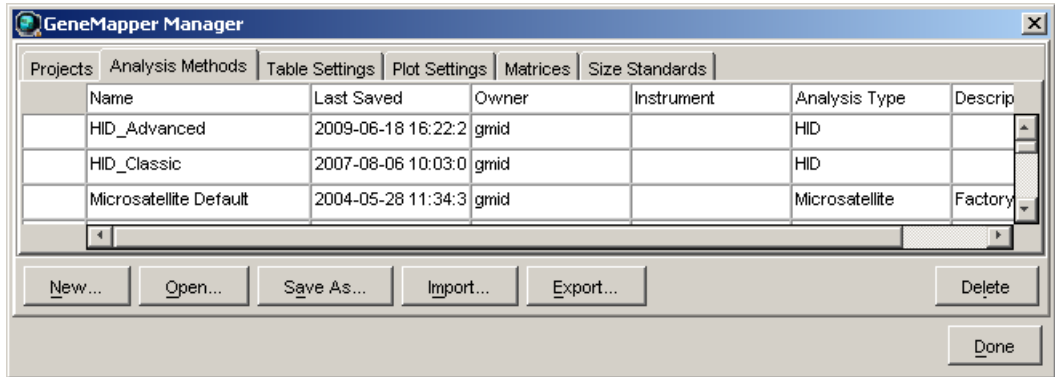 GeneMapper Manager
Projects Analysis Methods Table Settings Plot Settings Matrices Size Standards
Name Last Saved Owner Instrument Analysis Type Descrip
HID_Advanced 2009-06-18 16:22:2 gmid HID
HID_Classic 2007-08-06 10:03:0 gmid HID
Microsatellite Default 2004-05-28 11:34:3 gmid Microsatellite Factory
New... Open... Save As... Import... Export... Delete
Done